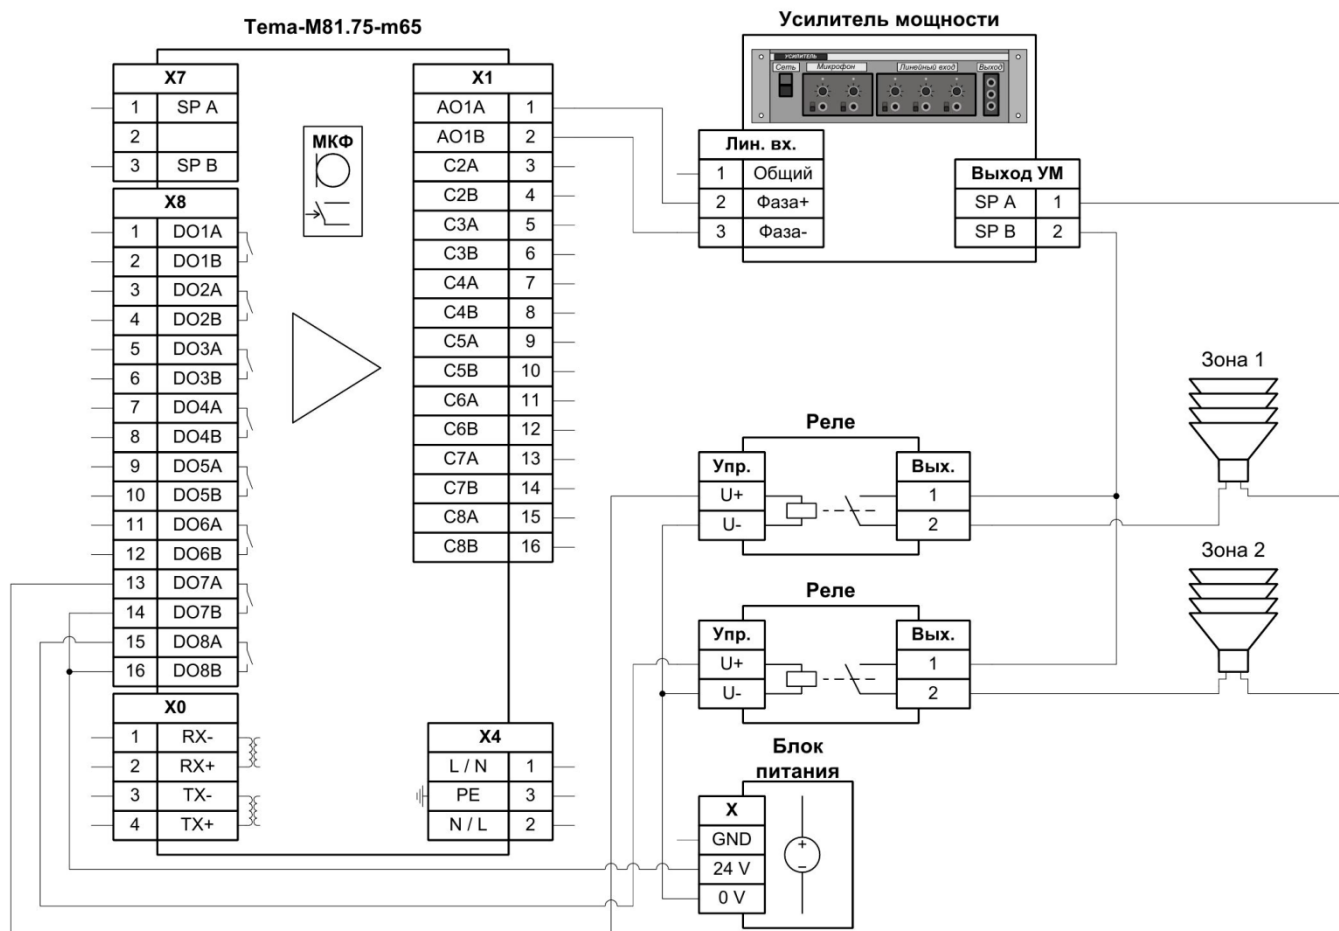 Tema-M81.75-m65
X7
1 SP A
2
3 SP B
X8
1 DO1A
2 DO1B
3 DO2A
4 DO2B
5 DO3A
6 DO3B
7 DO4A
8 DO4B
9 DO5A
10 DO5B
11 DO6A
12 DO6B
13 DO7A
14 DO7B
15 DO8A
16 DO8B
X0
1 RX-
2 RX+
3 TX-
4 TX+
МКФ
X1
AO1A 1
AO1B 2
C2A 3
C2B 4
C3A 5
C3B 6
C4A 7
C4B 8
C5A 9
C5B 10
C6A 11
C6B 12
C7A 13
C7B 14
C8A 15
C8B 16
X4
L / N 1
PE 3
N / L 2
Усилитель мощности
УСИЛИТЕЛЬ
Сеть Микрофон Линейный вход Выход
Лин. вх.
1 Общий
2 Фаза+
3 Фаза-
Выход УМ
SP A 1
SP B 2
Реле
Упр.
U+
U-
Вых.
1
2
Реле
Упр.
U+
U-
Вых.
1
2
Зона 1
Зона 2
Блок
питания
X
GND
24 V
0 V
+
−